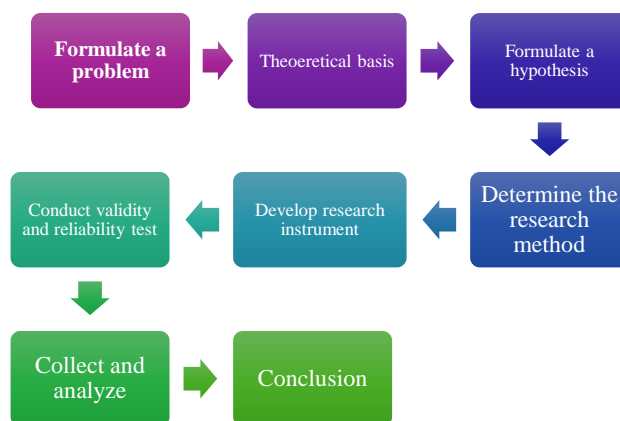 Formulate a
problem
Theoeretical basis
Formulate a
hypothesis
Determine the
research
method
Develop research
instrument
Conduct validity
and reliability test
Collect and
analyze
Conclusion